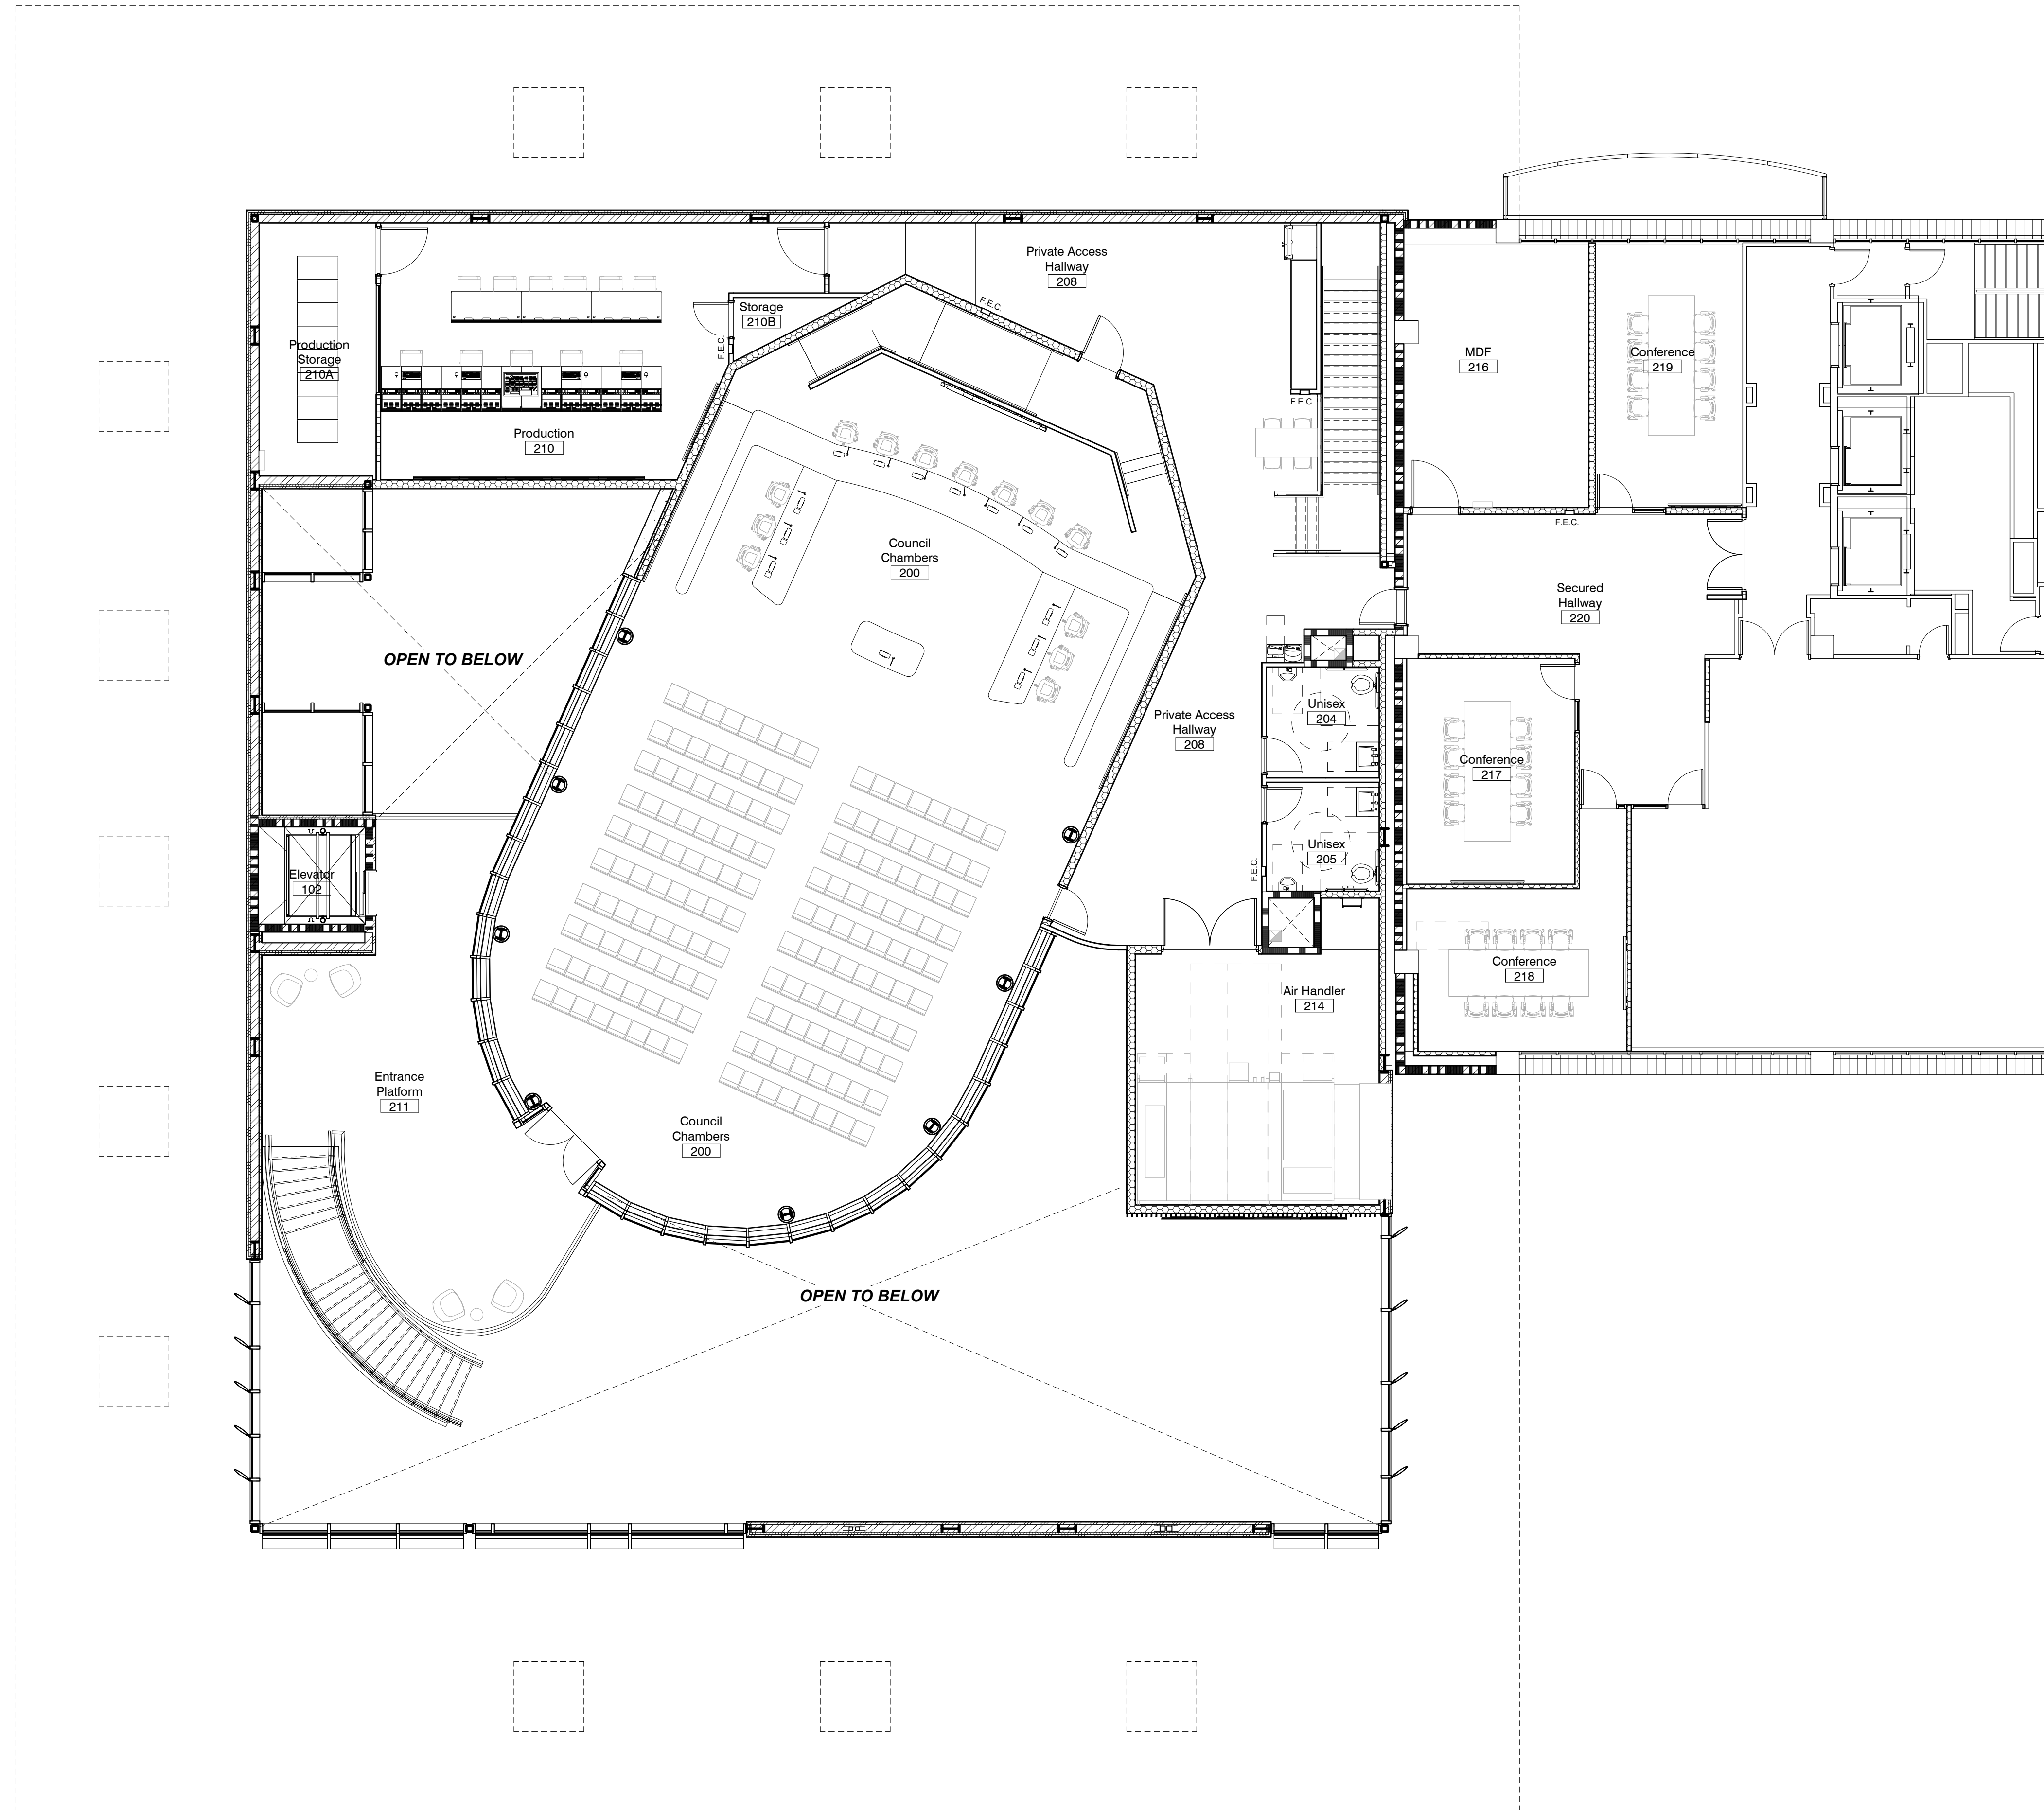 Private Access
Hallway
208
F.E.C.
Storage
210B
F.E.C.
Production
Storage
210A
Production
210
F.E.C.
MDF
216
Conference
219
F.E.C.
Council
Chambers
200
Secured
Hallway
220
OPEN TO BELOW
Private Access
Hallway
208
Unisex
204
Conference
217
Unisex
205
F.E.C.
Elevator
102
Conference
218
Air Handler
214
Entrance
Platform
211
Council
Chambers
200
OPEN TO BELOW